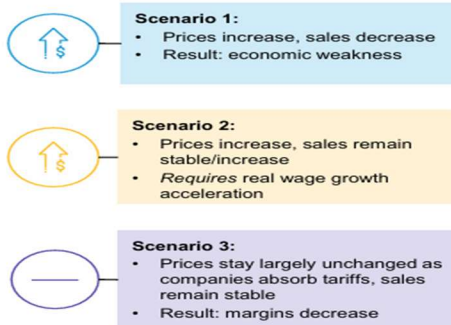 Scenario 1:
• Prices increase, sales decrease
• Result: economic weakness
$
Scenario 2:
• Prices increase, sales remain
stable/increase
• Requires real wage growth
acceleration
$
Scenario 3:
• Prices stay largely unchanged as
companies absorb tariffs, sales
remain stable
• Result: margins decrease